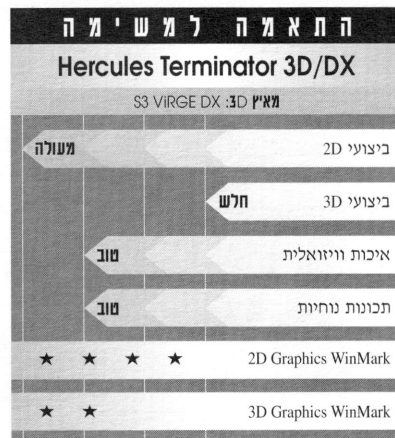 התאמה למשימה
Hercules Terminator 3D/DX
מאיץ 3D: S3 ViRGE DX
ביצועי 2D מעולה
ביצועי 3D חלש
איכות וויזואלית טוב
תכונות נוחיות טוב
2D Graphics WinMark ★ ★ ★ ★
3D Graphics WinMark ★ ★